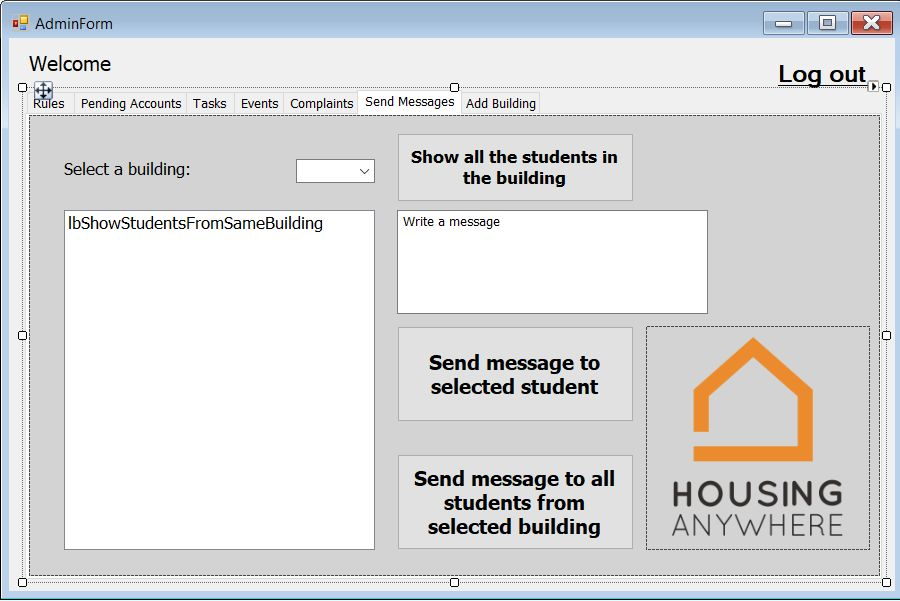 AdminForm
Welcome
Log out
Rules Pending Accounts Tasks Events Complaints Send Messages Add Building
Select a building:
Show all the students in
the building
lbShowStudentsFromSameBuilding
Write a message
Send message to
selected student
Send message to all
students from
selected building
HOUSING
ANYWHERE